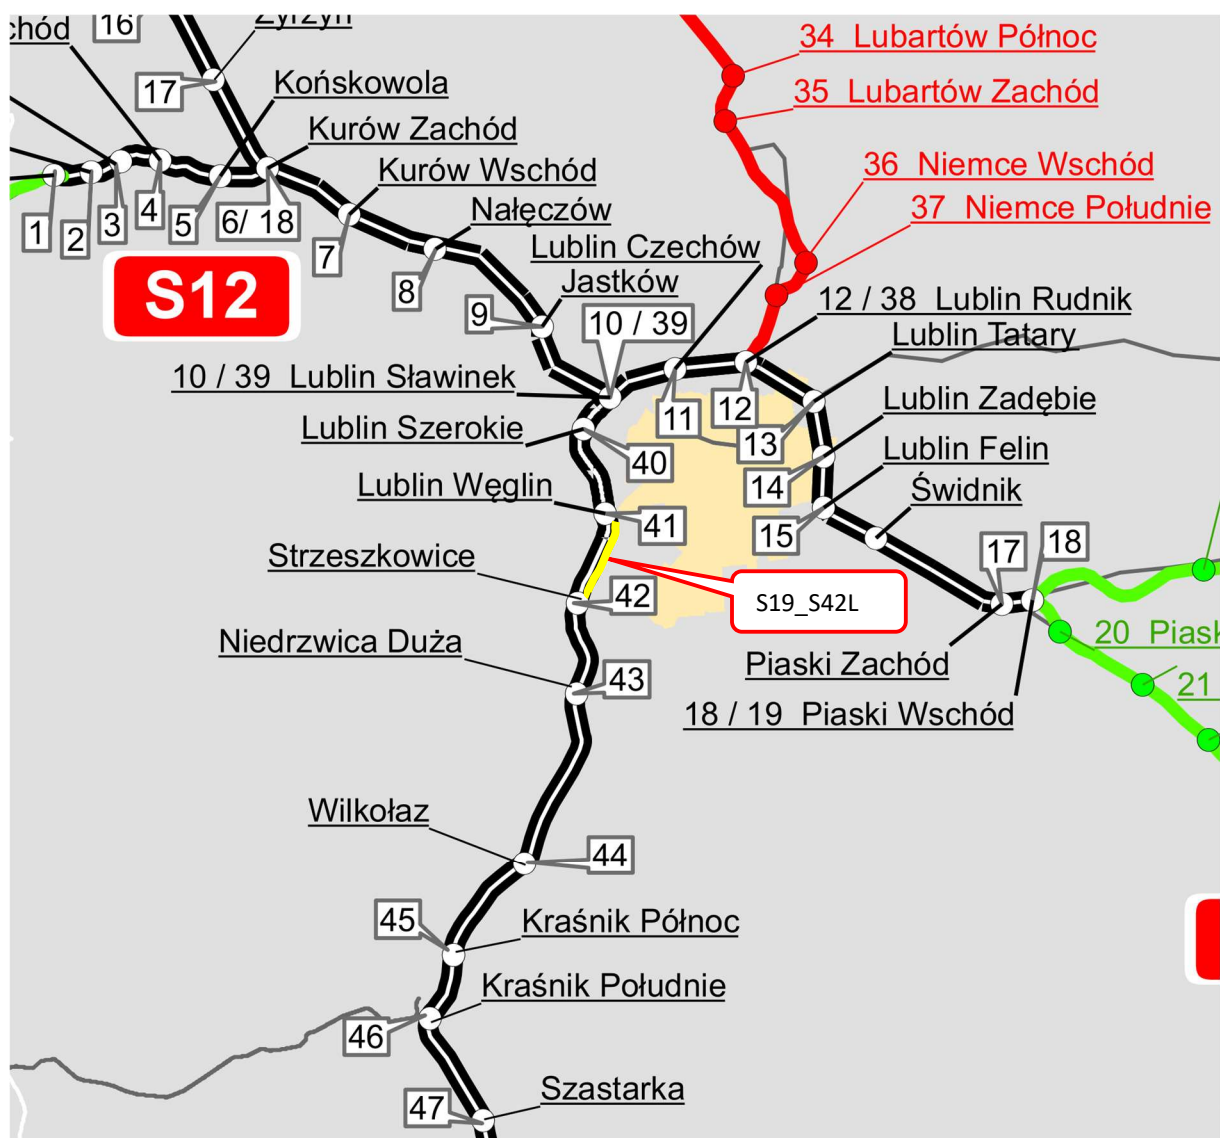 16
Żyrzyn
chód
34 Lubartów Północ
17
Końskowola
35 Lubartów Zachód
Kurów Zachód
Kurów Wschód
36 Niemce Wschód
37 Niemce Południe
1
2
3
4
5
6/ 18
7
Nałęczów
8
Lublin Czechów
S12
Jastków
9
10 / 39
12 / 38 Lublin Rudnik
Lublin Tatary
10 / 39 Lublin Sławinek
11
12
13
Lublin Zadębie
Lublin Szerokie
40
14
Lublin Felin
Lublin Węglin
41
15
Świdnik
Strzeszkowice
42
17
18
S19_S42L
Niedrzwica Duża
43
Piaski Zachód
20 Piask
21
18 / 19 Piaski Wschód
Wilkołaz
44
45
Kraśnik Północ
Kraśnik Południe
46
Szastarka
47